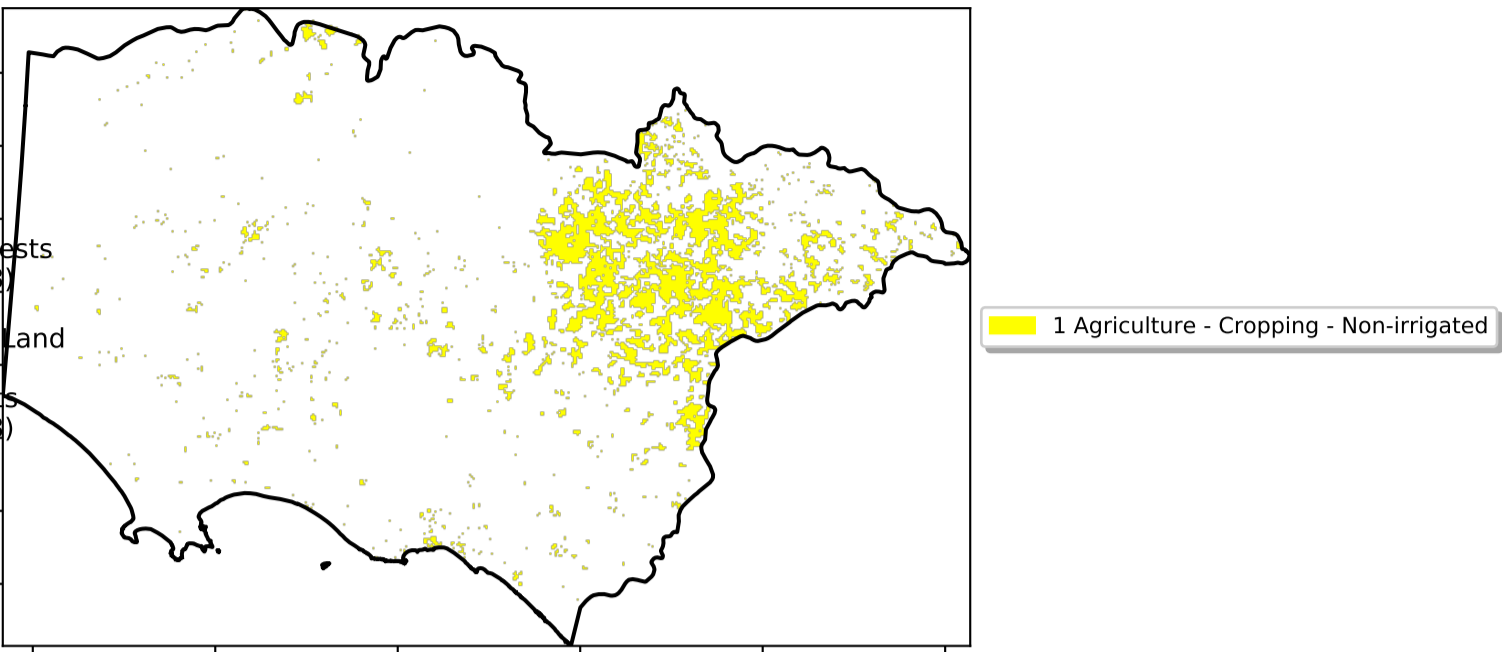 ests
)
Land
s
)
1 Agriculture - Cropping - Non-irrigated